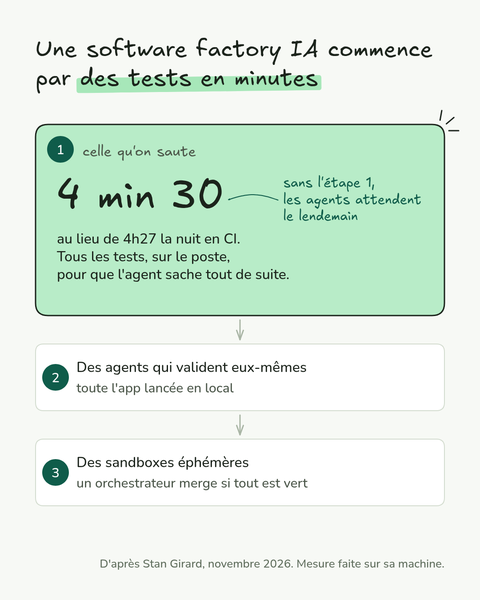 Une software factory IA commence
par des tests en minutes
1
celle qu'on saute
4 min 30
sans l'étape 1,
les agents attendent
le lendemain
au lieu de 4h27 la nuit en CI.
Tous les tests, sur le poste,
pour que l'agent sache tout de suite.
2
Des agents qui valident eux-mêmes
toute l'app lancée en local
3
Des sandboxes éphémères
un orchestrateur merge si tout est vert
D'après Stan Girard, novembre 2026. Mesure faite sur sa machine.